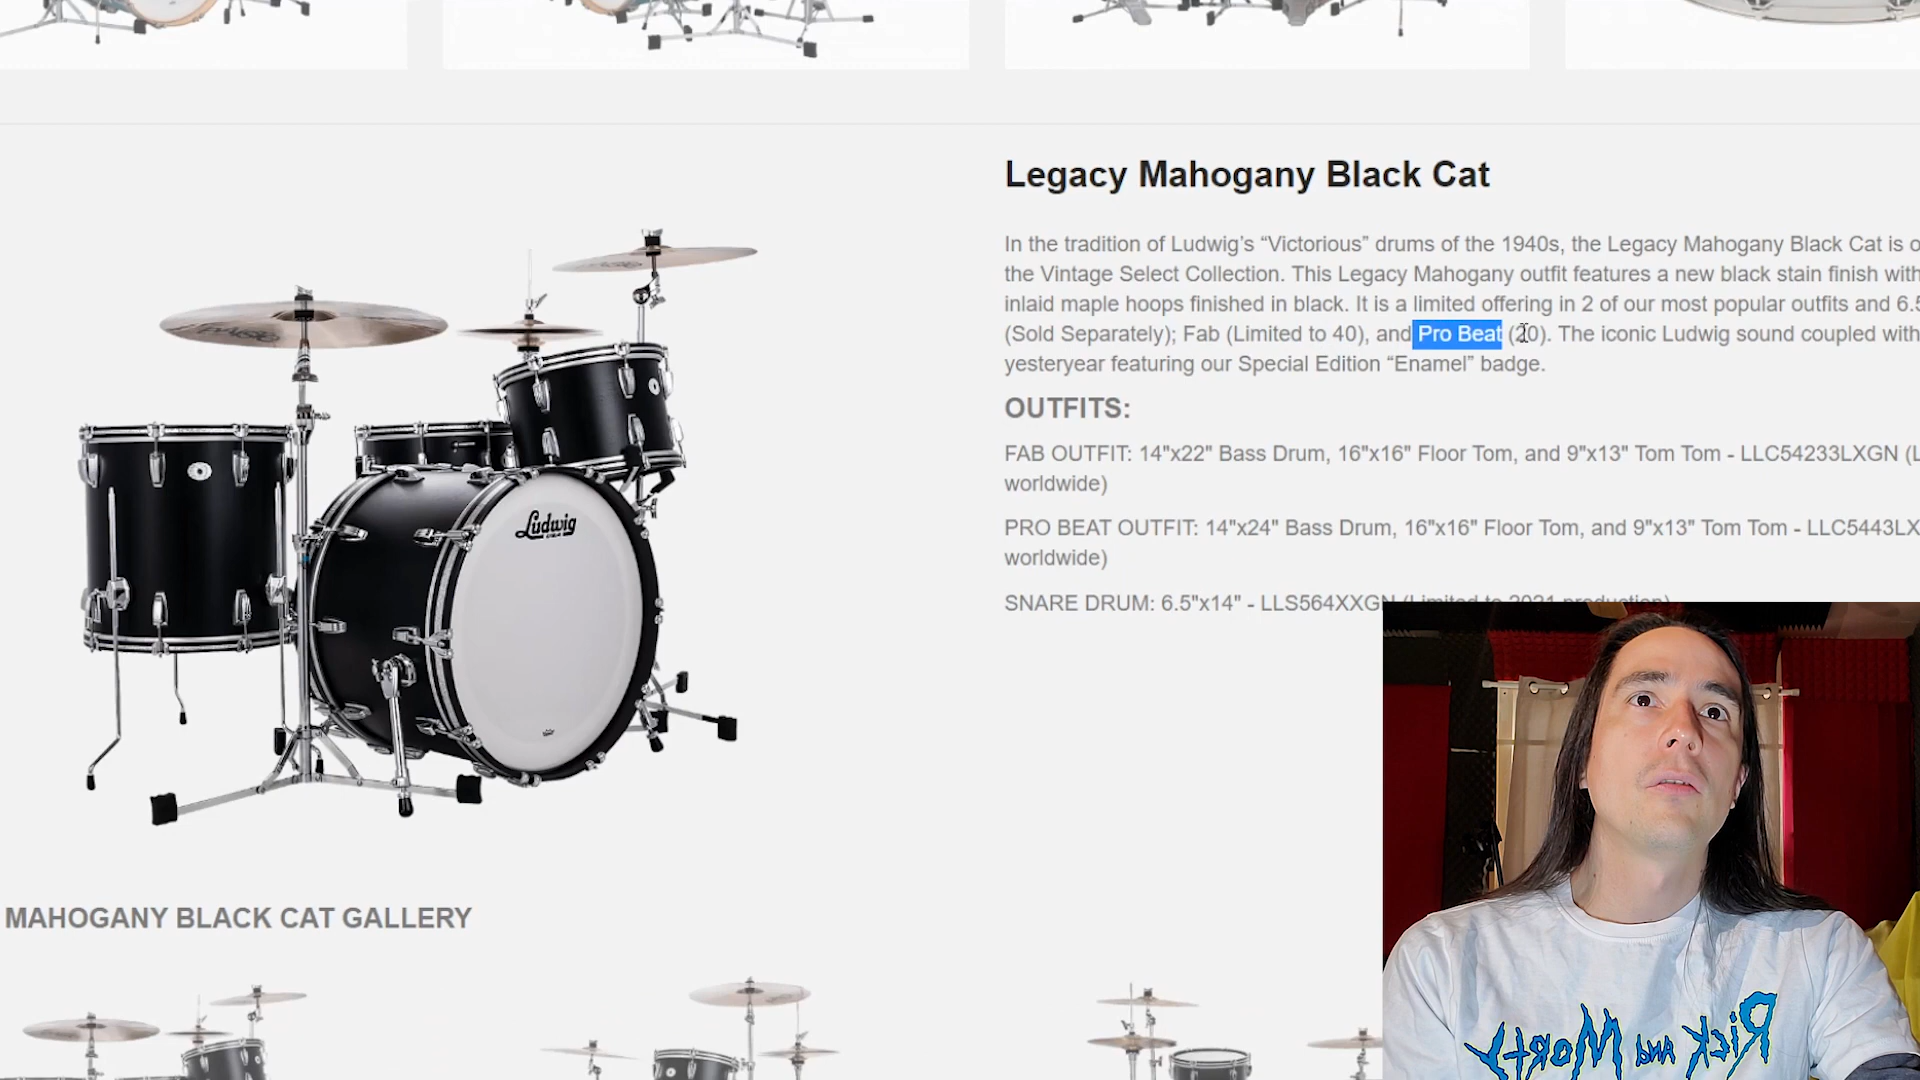 Legacy Mahogany Black Cat
In the tradition of Ludwig’s “Victorious” drums of the 1940s, the Legacy Mahogany Black Cat is
the Vintage Select Collection. This Legacy Mahogany outfit features a new black stain finish with
inlaid maple hoops finished in black. It is a limited offering in 2 of our most popular outfits and 6.5
(Sold Separately); Fab (Limited to 40), and Pro Beat (20). The iconic Ludwig sound coupled with
yesteryear featuring our Special Edition “Enamel” badge.
OUTFITS:
FAB OUTFIT: 14"x22" Bass Drum, 16"x16" Floor Tom, and 9"x13" Tom Tom - LLC54233LXGN (L
worldwide)
PRO BEAT OUTFIT: 14"x24" Bass Drum, 16"x16" Floor Tom, and 9"x13" Tom Tom - LLC5443LX
worldwide)
SNARE DRUM: 6.5"x14" - LLS564XXGN (Limited to 2021 production)
Ludwig
MAHOGANY BLACK CAT GALLERY
RICK AND MORTY